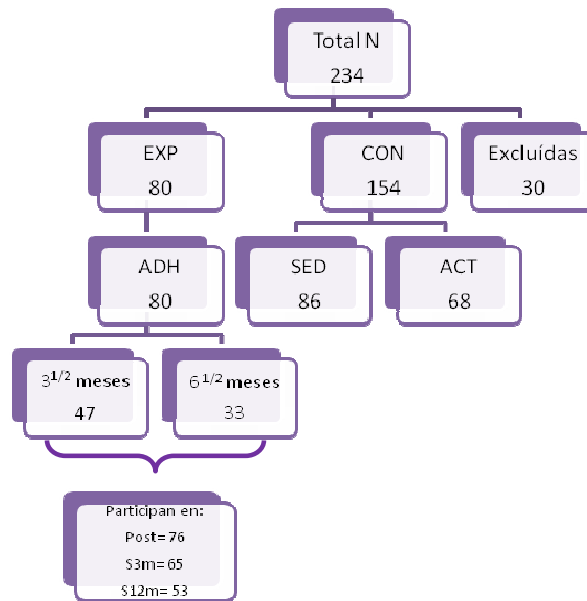 Total N
234
EXP
80
CON
154
Excluídas
30
ADH
80
SED
86
ACT
68
3 1/2 meses
47
6 1/2 meses
33
Participan en:
Post= 76
S3m= 65
S12m= 53